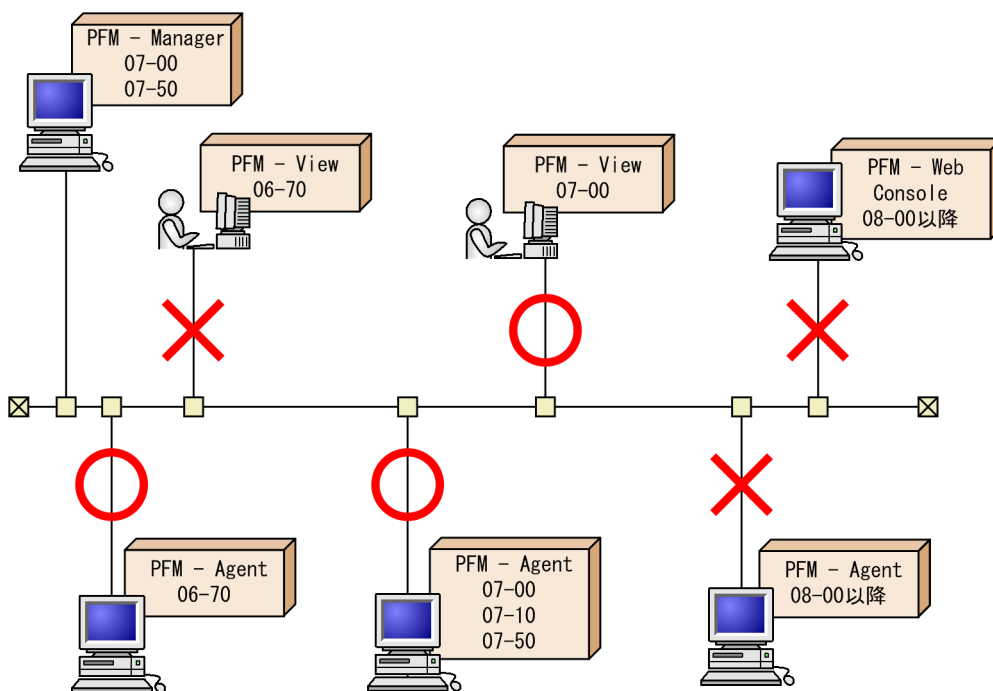 PFM - Manager
07-00
07-50
PFM - View
06-70
PFM - View
07-00
PFM - Web
Console
08-00以降
PFM - Agent
06-70
PFM - Agent
07-00
07-10
07-50
PFM - Agent
08-00以降